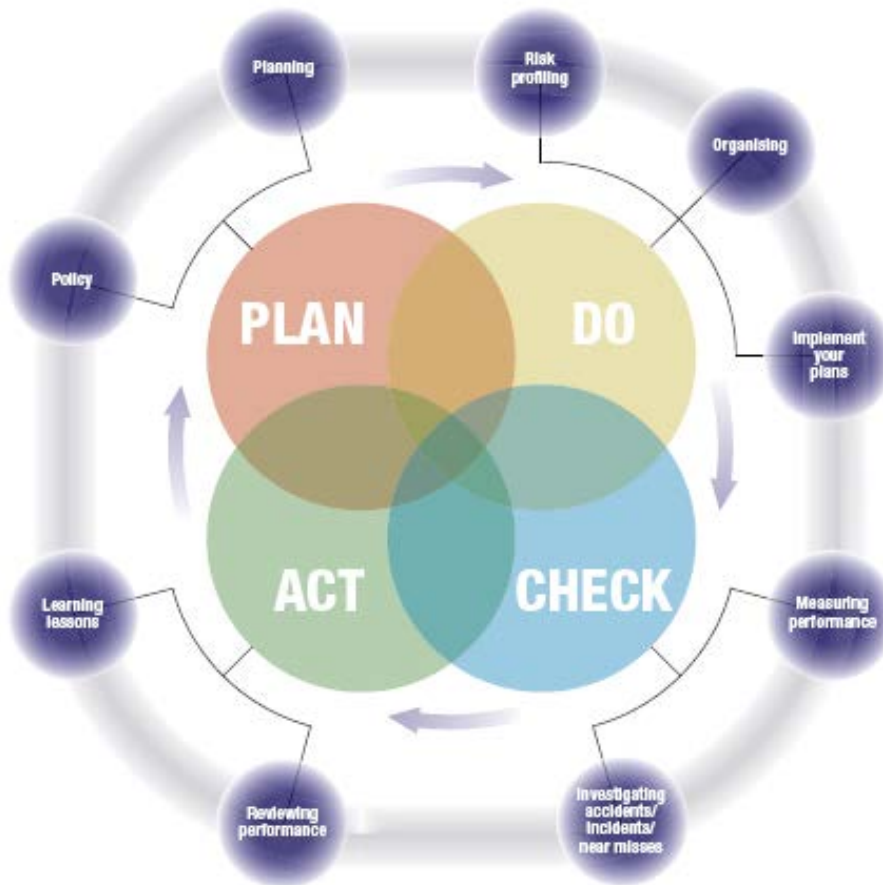 Planning
Risk
profiling
Organising
Policy
PLAN
DO
Implement
your
plans
ACT
CHECK
Learning
lessons
Measuring
performance
Reviewing
performance
Investigating
accidents/
incidents/
near misses